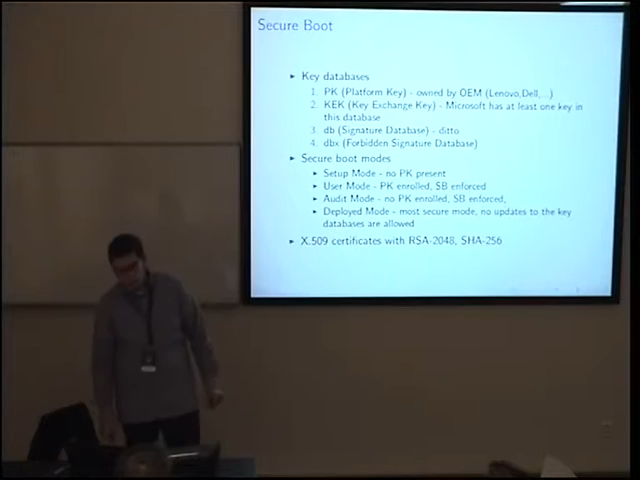 Secure Boot
▸ Key databases
1. PK (Platform Key) - owned by OEM (Lenovo,Dell,...)
2. KEK (Key Exchange Key) - Microsoft has at least one key in
this database
3. db (Signature Database) - ditto
4. dbx (Forbidden Signature Database)
▸ Secure boot modes
▸ Setup Mode - no PK present
▸ User Mode - PK enrolled, SB enforced
▸ Audit Mode - no PK enrolled, SB enforced,
▸ Deployed Mode - most secure mode, no updates to the key
databases are allowed
▸ X.509 certificates with RSA-2048, SHA-256